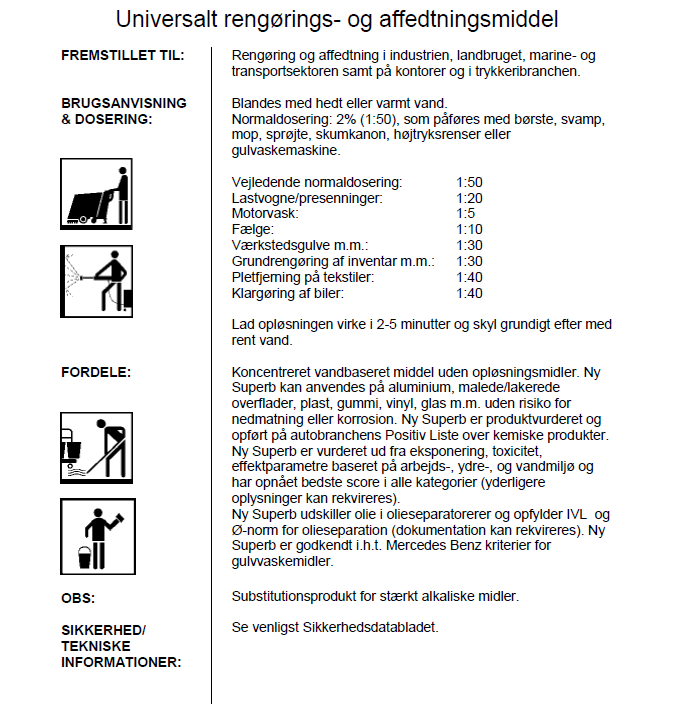 Universalt rengørings- og affedtningsmiddel
FREMSTILLET TIL:
Rengøring og affedtning i industrien, landbruget, marine- og
transportsektoren samt på kontorer og i trykkeribranchen.
BRUGSANVISNING
& DOSERING:
Blandes med hedt eller varmt vand.
Normaldosering: 2% (1:50), som påføres med børste, svamp,
mop, sprøjte, skumkanon, højtryksrenser eller
gulvaskemaskine.
Vejledende normaldosering: 1:50
Lastvogne/presenninger: 1:20
Motorvask: 1:5
Fælge: 1:10
Værkstedsgulve m.m.: 1:30
Grundrengøring af inventar m.m.: 1:30
Pletfjerning på tekstiler: 1:40
Klargøring af biler: 1:40
Lad opløsningen virke i 2-5 minutter og skyl grundigt efter med
rent vand.
FORDELE:
Koncentreret vandbaseret middel uden opløsningsmidler. Ny
Superb kan anvendes på aluminium, malede/lakerede
overflader, plast, gummi, vinyl, glas m.m. uden risiko for
nedmatning eller korrosion. Ny Superb er produktvurderet og
opført på autobranchens Positiv Liste over kemiske produkter.
Ny Superb er vurderet ud fra eksponering, toxicitet,
effektparametre baseret på arbejds-, ydre-, og vandmiljø og
har opnået bedste score i alle kategorier (yderligere
oplysninger kan rekvireres).
Ny Superb udskiller olie i olieseparatorerer og opfylder IVL og
Ø-norm for olieseparation (dokumentation kan rekvireres). Ny
Superb er godkendt i.h.t. Mercedes Benz kriterier for
gulvvaskemidler.
OBS:
Substitutionsprodukt for stærkt alkaliske midler.
SIKKERHED/
TEKNISKE
INFORMATIONER:
Se venligst Sikkerhedsdatabladet.